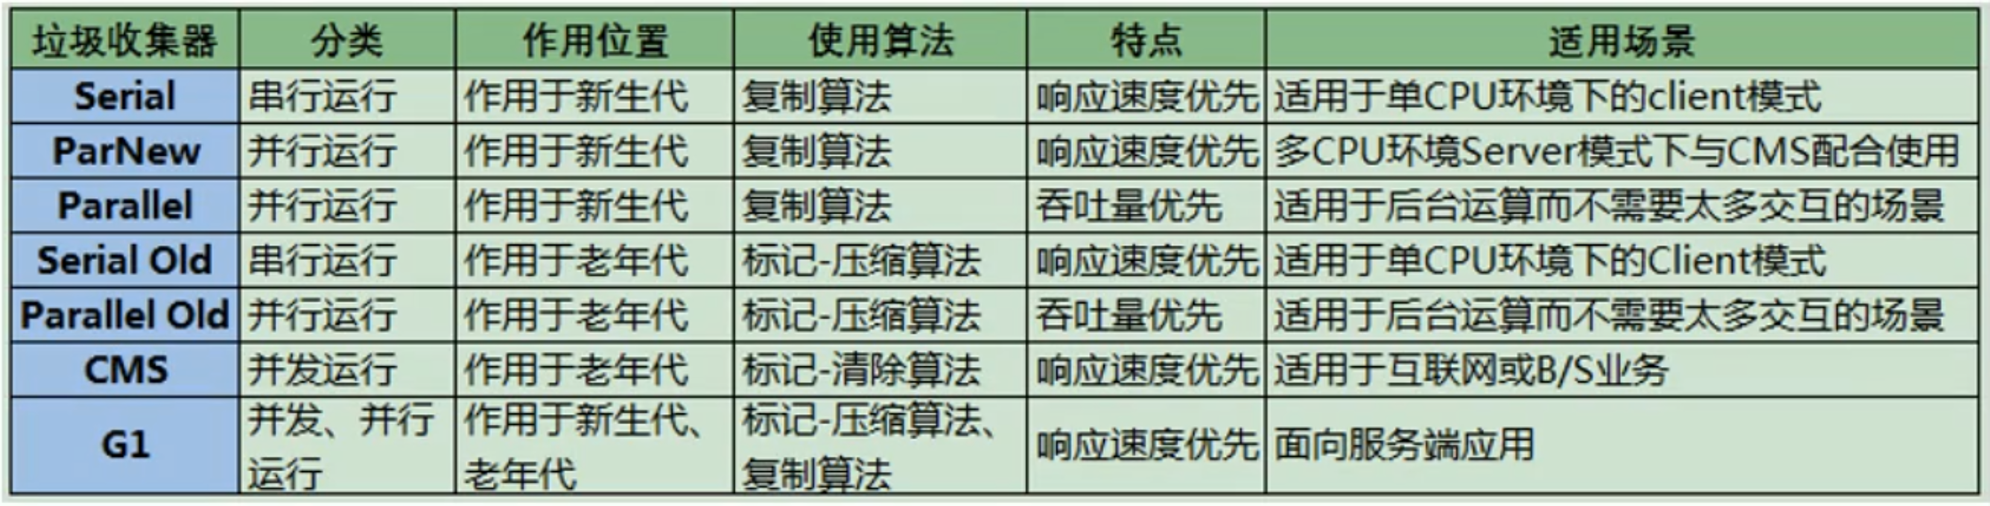 垃圾收集器 分类 作用位置 使用算法 特点 适用场景
Serial 串行运行 作用于新生代 复制算法 响应速度优先 适用于单CPU环境下的client模式
ParNew 并行运行 作用于新生代 复制算法 响应速度优先 多CPU环境Server模式下与CMS配合使用
Parallel 并行运行 作用于新生代 复制算法 吞吐量优先 适用于后台运算而不需要太多交互的场景
Serial Old 串行运行 作用于老年代 标记-压缩算法 响应速度优先 适用于单CPU环境下的Client模式
Parallel Old 并行运行 作用于老年代 标记-压缩算法 吞吐量优先 适用于后台运算而不需要太多交互的场景
CMS 并发运行 作用于老年代 标记-清除算法 响应速度优先 适用于互联网或B/S业务
G1 并发、并行 作用于新生代、 标记-压缩算法、 响应速度优先 面向服务端应用
运行 老年代 复制算法